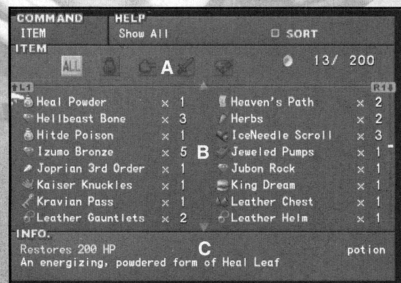 COMMAND
HELP
ITEM
Show All
SORT
ITEM
ALL
A
13/ 200
L1
R1
Heal Powder x 1
Heaven's Path x 2
Hellbeast Bone x 3
Herbs x 2
Hitde Poison x 1
IceNeedle Scroll x 3
Izumo Bronze x 5
B
Jeweled Pumps x 1
Joprian 3rd Order x 1
Jubon Rock x 1
Kaiser Knuckles x 1
King Dream x 1
Kravian Pass x 1
Leather Chest x 1
Leather Gauntlets x 2
Leather Helm x 1
INFO.
C
Restores 200 HP
potion
An energizing, powdered form of Heal Leaf